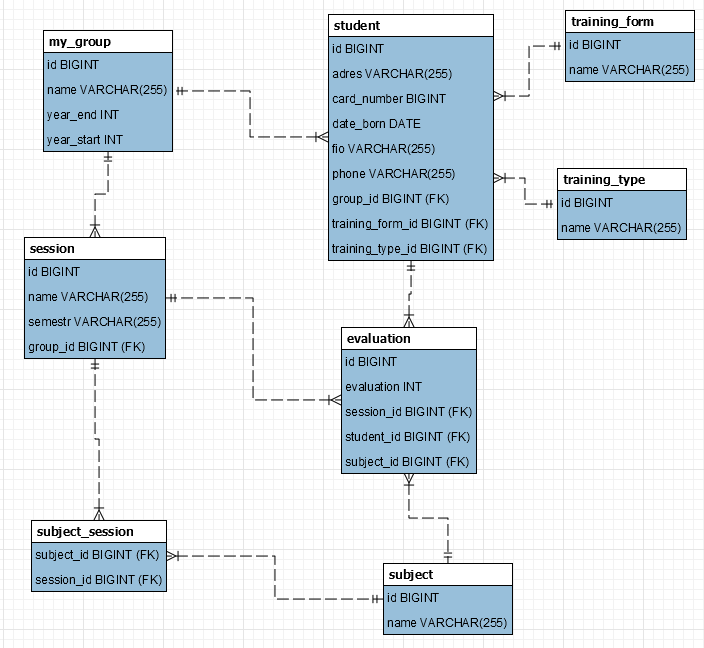 my_group
id BIGINT
name VARCHAR(255)
year_end INT
year_start INT
student
id BIGINT
adres VARCHAR(255)
card_number BIGINT
date_born DATE
fio VARCHAR(255)
phone VARCHAR(255)
group_id BIGINT (FK)
training_form_id BIGINT (FK)
training_type_id BIGINT (FK)
training_form
id BIGINT
name VARCHAR(255)
training_type
id BIGINT
name VARCHAR(255)
session
id BIGINT
name VARCHAR(255)
semestr VARCHAR(255)
group_id BIGINT (FK)
evaluation
id BIGINT
evaluation INT
session_id BIGINT (FK)
student_id BIGINT (FK)
subject_id BIGINT (FK)
subject_session
subject_id BIGINT (FK)
session_id BIGINT (FK)
subject
id BIGINT
name VARCHAR(255)